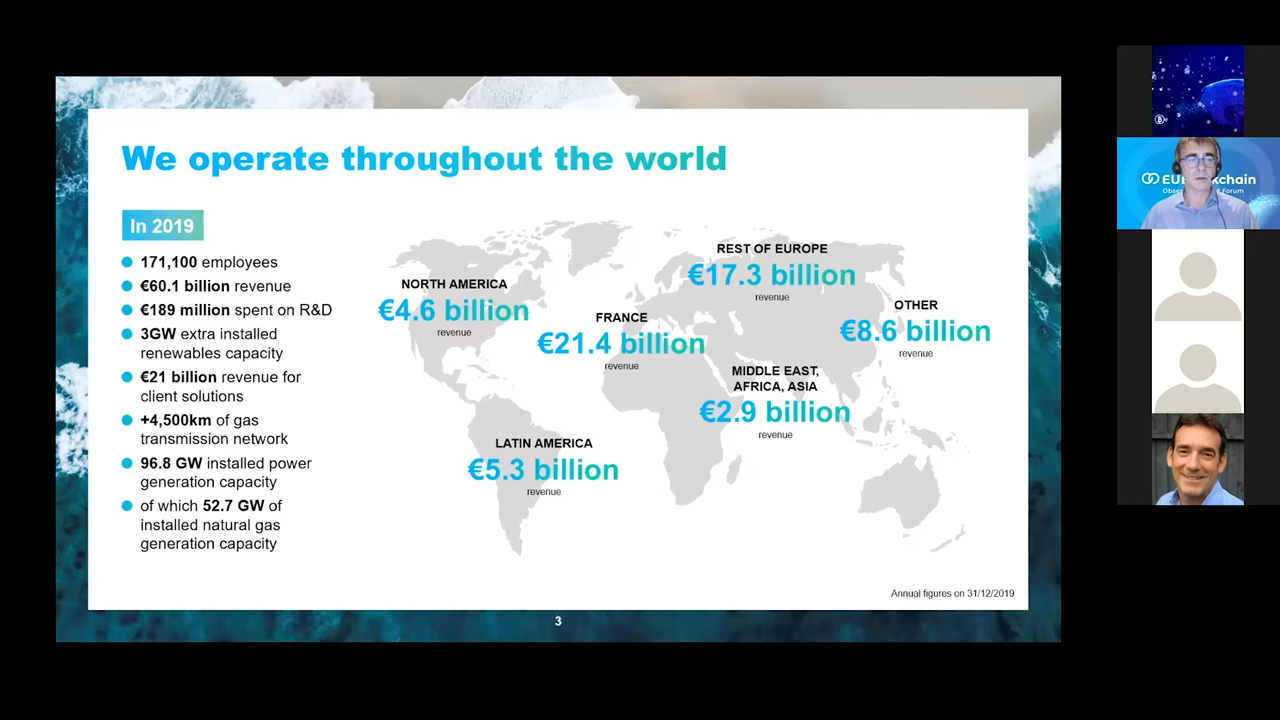 We operate throughout the world
In 2019
171,100 employees
€60.1 billion revenue
€189 million spent on R&D
3GW extra installed
renewables capacity
€21 billion revenue for
client solutions
+4,500km of gas
transmission network
96.8 GW installed power
generation capacity
of which 52.7 GW of
installed natural gas
generation capacity
NORTH AMERICA
€4.6 billion
revenue
FRANCE
€21.4 billion
revenue
REST OF EUROPE
€17.3 billion
revenue
OTHER
€8.6 billion
revenue
MIDDLE EAST,
AFRICA, ASIA
€2.9 billion
revenue
LATIN AMERICA
€5.3 billion
revenue
Annual figures on 31/12/2019
3